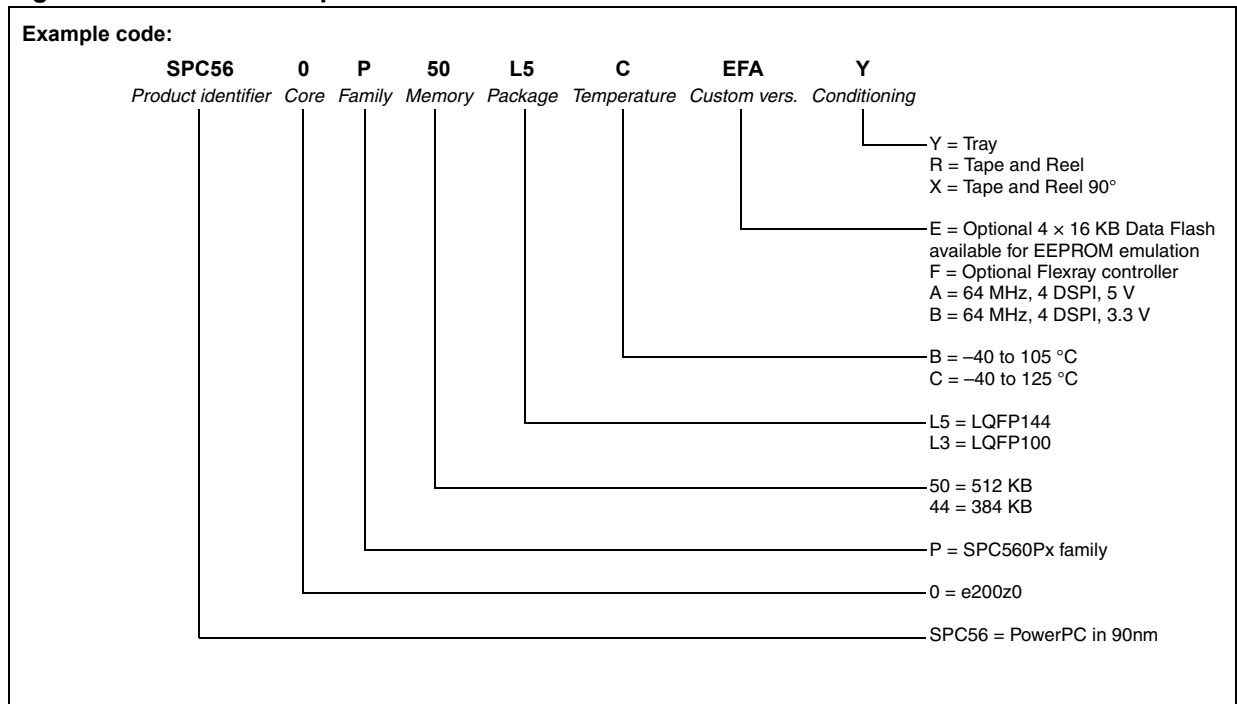 Example code:
SPC56 0 P 50 L5 C EFA Y
Product identifier Core Family Memory Package Temperature Custom vers. Conditioning
Y = Tray
R = Tape and Reel
X = Tape and Reel 90°
E = Optional 4 × 16 KB Data Flash
available for EEPROM emulation
F = Optional Flexray controller
A = 64 MHz, 4 DSPI, 5 V
B = 64 MHz, 4 DSPI, 3.3 V
B = –40 to 105 °C
C = –40 to 125 °C
L5 = LQFP144
L3 = LQFP100
50 = 512 KB
44 = 384 KB
P = SPC560Px family
0 = e200z0
SPC56 = PowerPC in 90nm